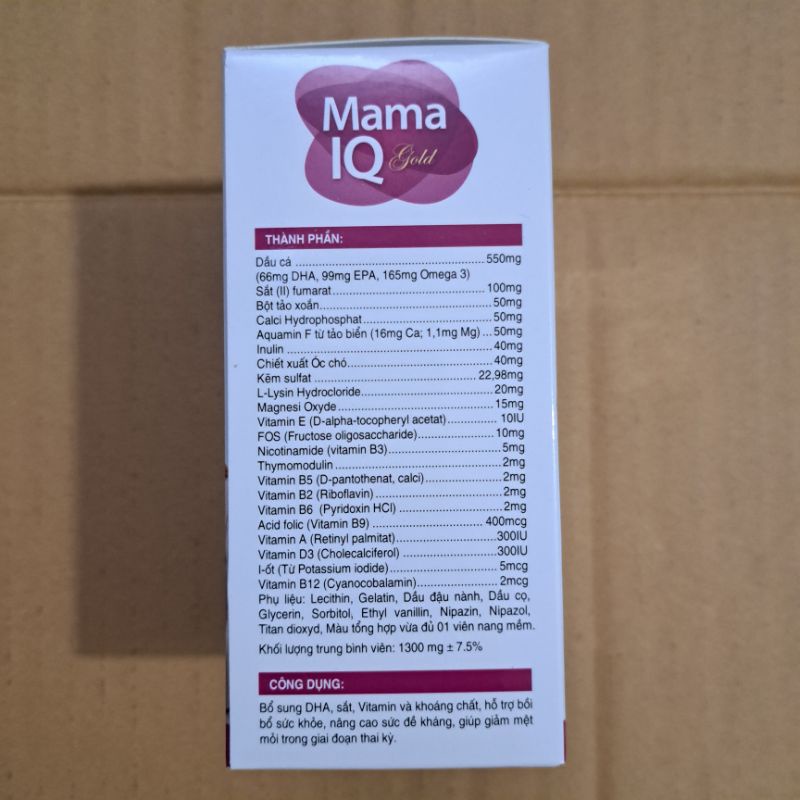 Mama
IQ Gold
THÀNH PHẦN:
Dầu cá ........................................................ 550mg
(66mg DHA, 99mg EPA, 165mg Omega 3)
Sắt (II) fumarat.............................................. 100mg
Bột tảo xoắn.................................................. 50mg
Calci Hydrophosphat ..................................... 50mg
Aquamin F từ tảo biển (16mg Ca; 1,1mg Mg) ... 50mg
Inulin ............................................................ 40mg
Chiết xuất Óc chó.......................................... 40mg
Kẽm sulfat ................................................ 22,98mg
L-Lysin Hydrocloride...................................... 20mg
Magnesi Oxyde.............................................. 15mg
Vitamin E (D-alpha-tocopheryl acetat)............. 10IU
FOS (Fructose oligosaccharide)...................... 10mg
Nicotinamide (vitamin B3)................................ 5mg
Thymomodulin ............................................... 2mg
Vitamin B5 (D-pantothenat, calci)..................... 2mg
Vitamin B2 (Riboflavin) ................................... 2mg
Vitamin B6 (Pyridoxin HCl) .............................. 2mg
Acid folic (Vitamin B9) ................................ 400mcg
Vitamin A (Retinyl palmitat)........................... 300IU
Vitamin D3 (Cholecalciferol) ......................... 300IU
I-ốt (Từ Potassium iodide)............................. 5mcg
Vitamin B12 (Cyanocobalamin)...................... 2mcg
Phụ liệu: Lecithin, Gelatin, Dầu đậu nành, Dầu cọ,
Glycerin, Sorbitol, Ethyl vanillin, Nipazin, Nipazol,
Titan dioxyd, Màu tổng hợp vừa đủ 01 viên nang mềm.
Khối lượng trung bình viên: 1300 mg ± 7.5%
CÔNG DỤNG:
Bổ sung DHA, sắt, Vitamin và khoáng chất, hỗ trợ bồi
bổ sức khỏe, nâng cao sức đề kháng, giúp giảm mệt
mỏi trong giai đoạn thai kỳ.